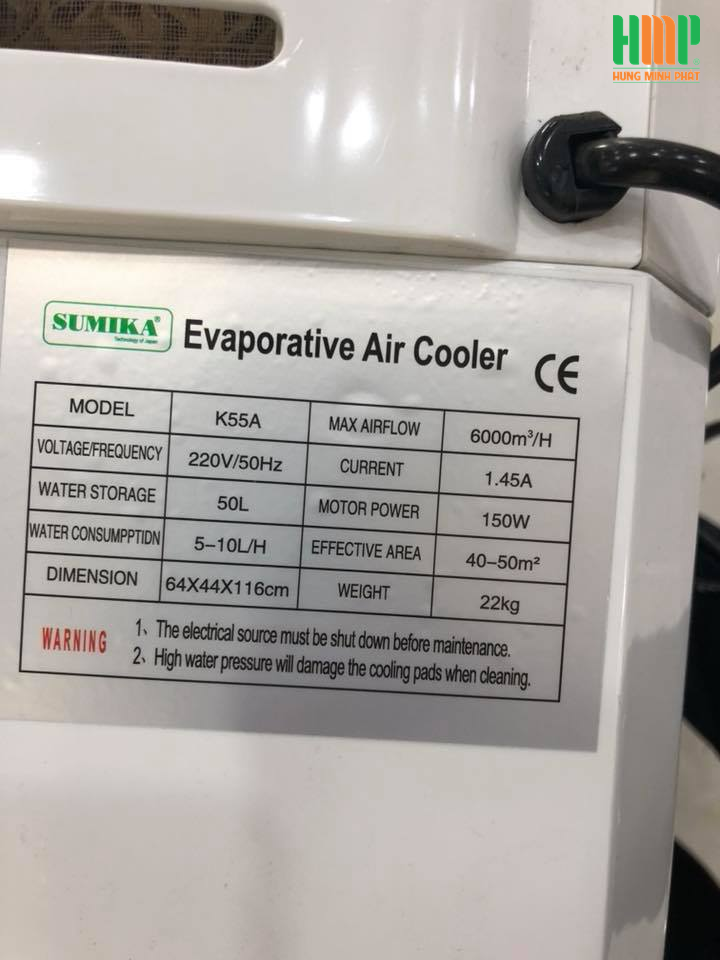 HMP
HUNG MINH PHAT
SUMIKA®
Technology of Japan
Evaporative Air Cooler CE
MODEL K55A MAX AIRFLOW 6000m³/H
VOLTAGE/FREQUENCY 220V/50Hz CURRENT 1.45A
WATER STORAGE 50L MOTOR POWER 150W
WATER CONSUMPPTIDN 5–10L/H EFFECTIVE AREA 40–50m²
DIMENSION 64X44X116cm WEIGHT 22kg
WARNING 1、The electrical source must be shut down before maintenance.
2、High water pressure will damage the cooling pads when cleaning.